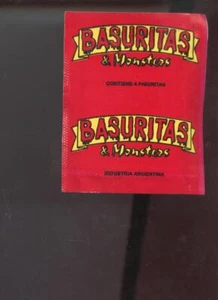 BASURITAS
& Monsters
CONTIENE 4 FIGURITAS
BASURITAS
& Monsters
INDUSTRIA ARGENTINA